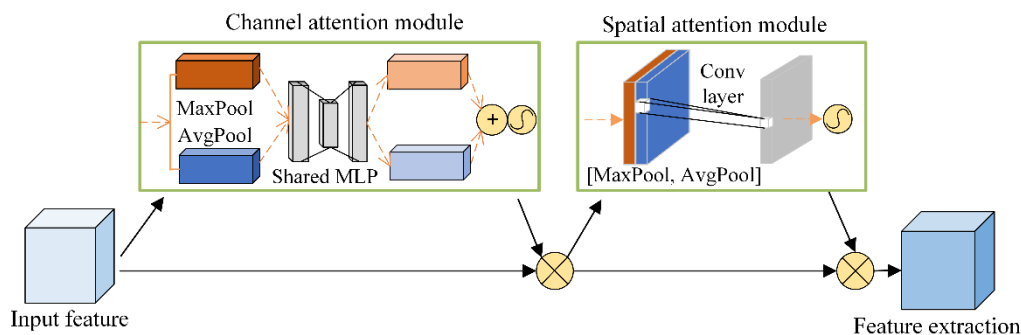 Channel attention module
Spatial attention module
MaxPool
AvgPool
Shared MLP
+
Conv
layer
[MaxPool, AvgPool]
Input feature
Feature extraction